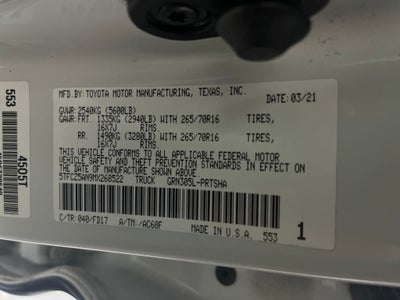 MFD.BY: TOYOTA MOTOR MANUFACTURING, TEXAS, INC. DATE: 03/21
GVWR: 2540KG (5600LB)
GAWR: FRT. 1335KG (2940LB) WITH 265/70R16 TIRES,
16X7J RIMS
RR. 1490KG (3280LB) WITH 265/70R16 TIRES,
16X7J RIMS
THIS VEHICLE CONFORMS TO ALL APPLICABLE FEDERAL MOTOR
VEHICLE SAFETY AND THEFT PREVENTION STANDARDS IN EFFECT ON
THE DATE OF MANUFACTURE SHOWN ABOVE.
TRUCK GRN305L-PRTSHA
C/TR: 040/FD17 A/TM: /AC60F
MADE IN U.S.A. 553 1
553
4505T